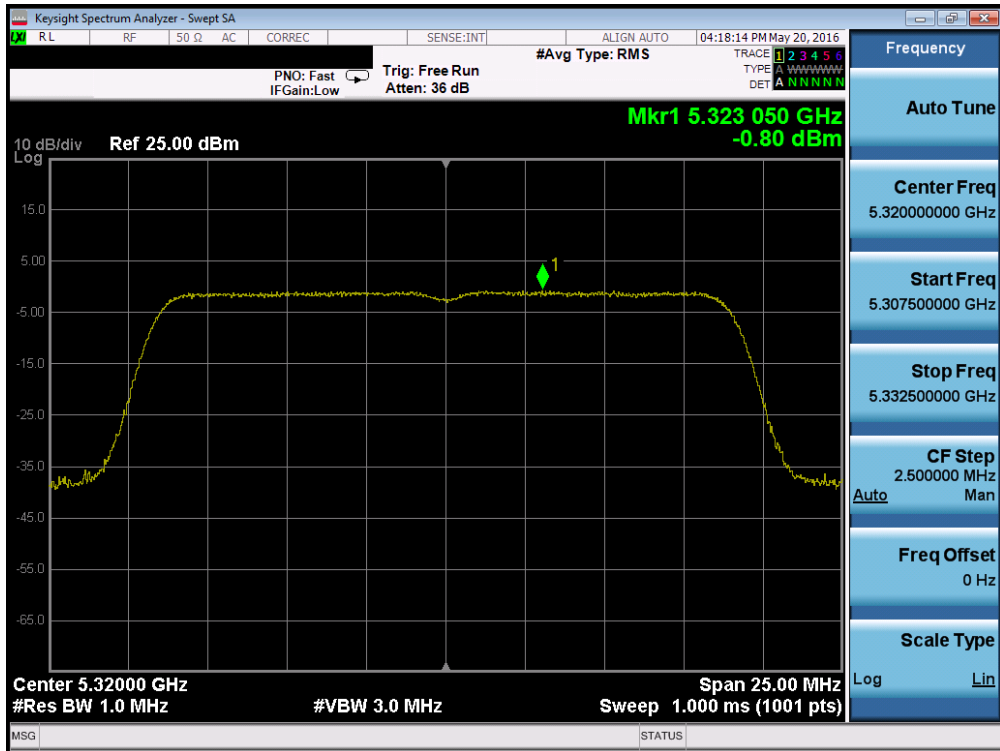 Keysight Spectrum Analyzer - Swept SA
LXI RL RF 50 Ω AC CORREC SENSE:INT ALIGN AUTO 04:18:14 PM May 20, 2016
PNO: Fast Trig: Free Run #Avg Type: RMS TRACE 1 2 3 4 5 6
IFGain:Low Atten: 36 dB TYPE A WWWWW
DET A N N N N N
Mkr1 5.323 050 GHz
-0.80 dBm
10 dB/div Ref 25.00 dBm
Log
15.0
5.00
-5.00
-15.0
-25.0
-35.0
-45.0
-55.0
-65.0
1
Center 5.32000 GHz Span 25.00 MHz
#Res BW 1.0 MHz #VBW 3.0 MHz Sweep 1.000 ms (1001 pts)
MSG STATUS
Frequency
Auto Tune
Center Freq
5.320000000 GHz
Start Freq
5.307500000 GHz
Stop Freq
5.332500000 GHz
CF Step
2.500000 MHz
Auto Man
Freq Offset
0 Hz
Scale Type
Log Lin